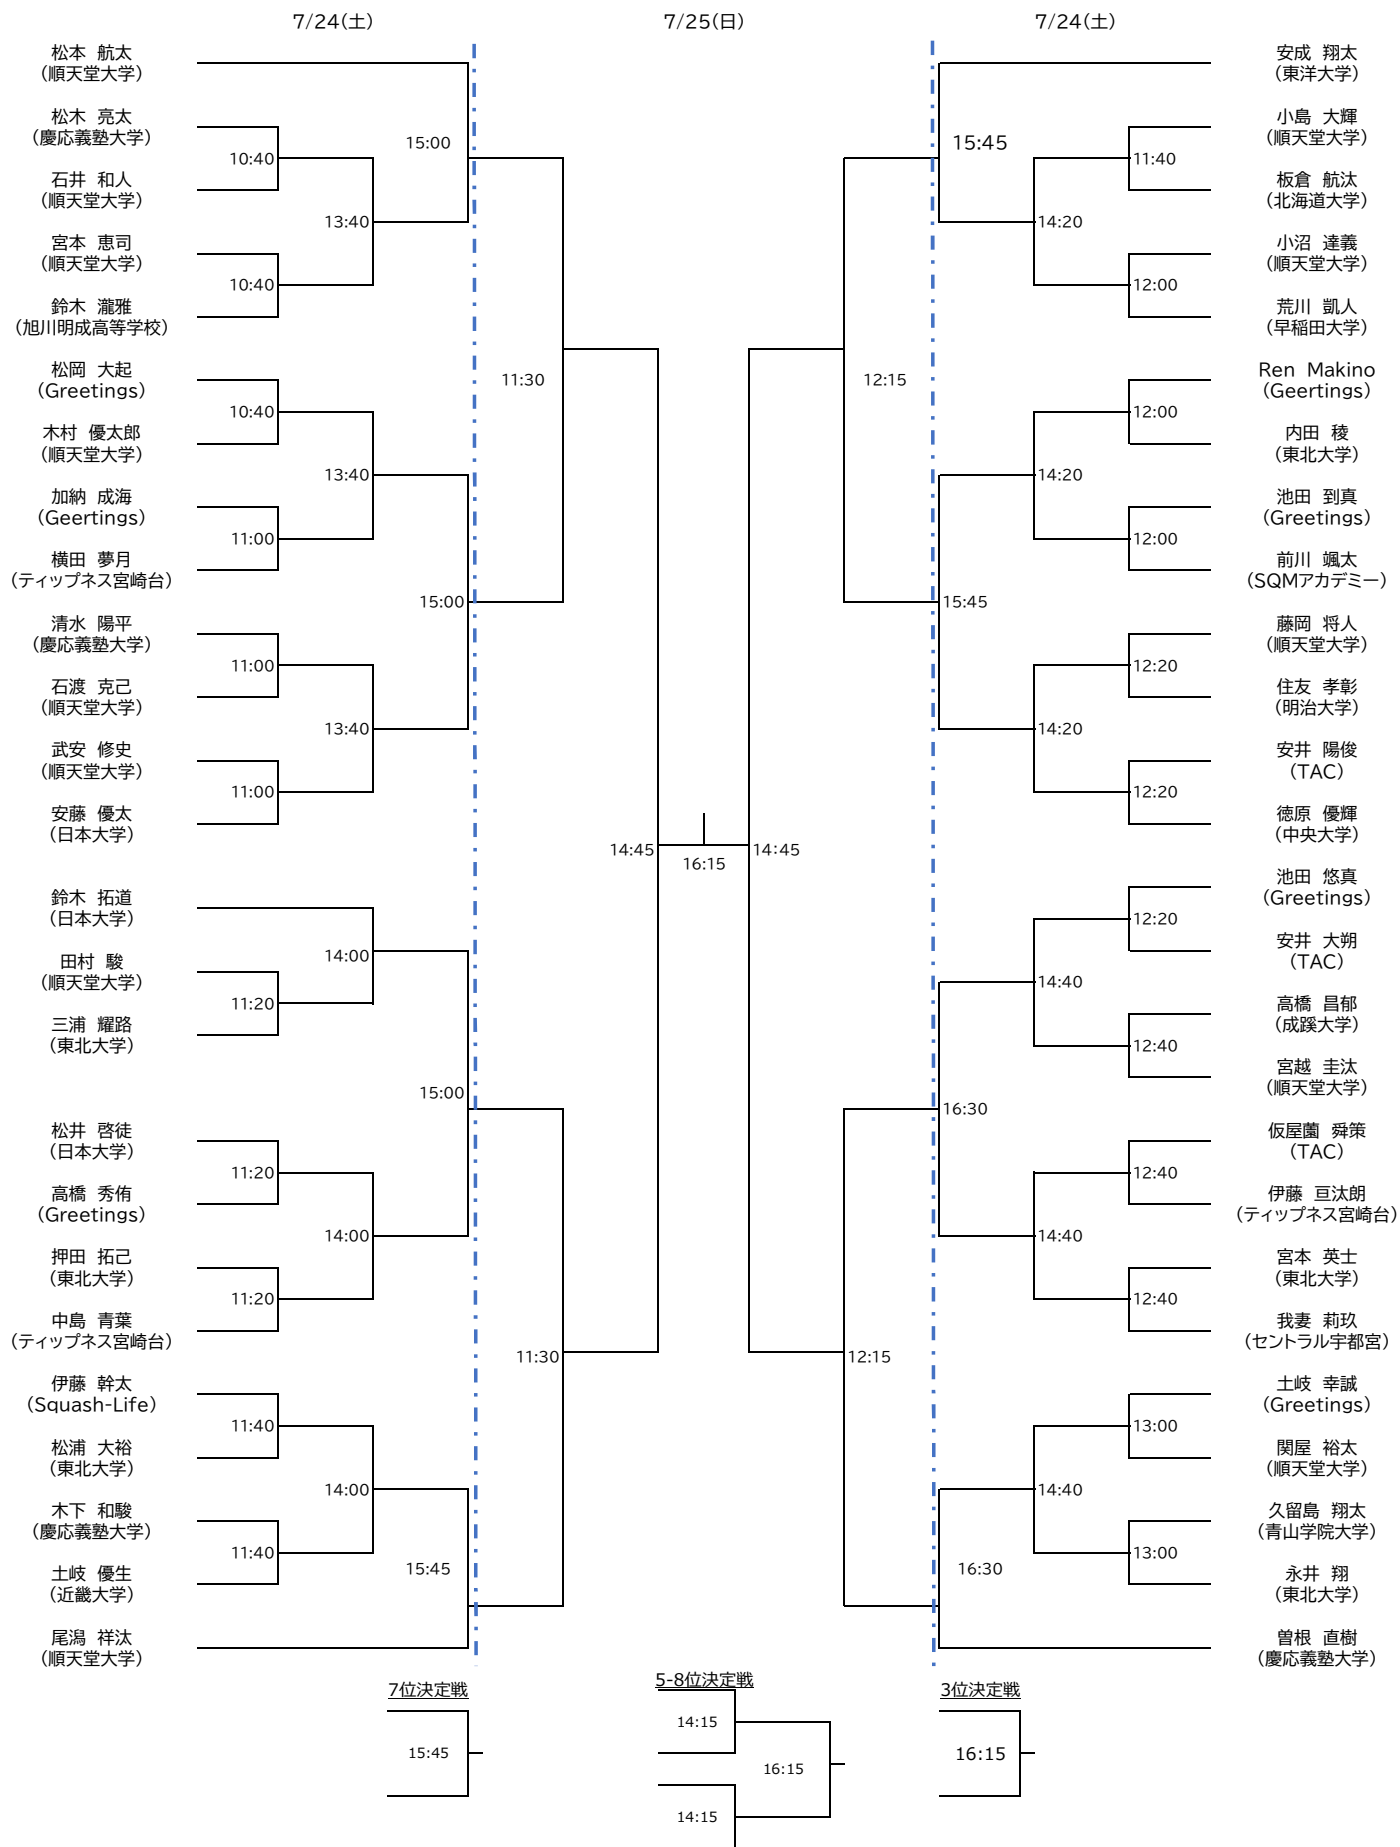 7/24(土)
7/25(日)
7/24(土)
松本 航太
(順天堂大学)
松木 亮太
(慶応義塾大学)
石井 和人
(順天堂大学)
宮本 恵司
(順天堂大学)
鈴木 瀧雅
(旭川明成高等学校)
松岡 大起
(Greetings)
木村 優太郎
(順天堂大学)
加納 成海
(Geertings)
横田 夢月
(ティップネス宮崎台)
清水 陽平
(慶応義塾大学)
石渡 克己
(順天堂大学)
武安 修史
(順天堂大学)
安藤 優太
(日本大学)
鈴木 拓道
(日本大学)
田村 駿
(順天堂大学)
三浦 耀路
(東北大学)
松井 啓徒
(日本大学)
高橋 秀侑
(Greetings)
押田 拓己
(東北大学)
中島 青葉
(ティップネス宮崎台)
伊藤 幹太
(Squash-Life)
松浦 大裕
(東北大学)
木下 和駿
(慶応義塾大学)
土岐 優生
(近畿大学)
尾潟 祥汰
(順天堂大学)
10:40
10:40
10:40
11:00
11:00
11:00
11:20
11:20
11:20
11:40
11:40
13:40
13:40
13:40
14:00
14:00
14:00
15:00
15:00
15:00
15:45
11:30
11:30
14:45
16:15
14:45
12:15
12:15
15:45
15:45
16:30
16:30
14:20
14:20
14:20
14:40
14:40
14:40
11:40
12:00
12:00
12:00
12:20
12:20
12:20
12:40
12:40
12:40
13:00
13:00
安成 翔太
(東洋大学)
小島 大輝
(順天堂大学)
板倉 航汰
(北海道大学)
小沼 達義
(順天堂大学)
荒川 凱人
(早稲田大学)
Ren Makino
(Geertings)
内田 稜
(東北大学)
池田 到真
(Greetings)
前川 颯太
(SQMアカデミー)
藤岡 将人
(順天堂大学)
住友 孝彰
(明治大学)
安井 陽俊
(TAC)
徳原 優輝
(中央大学)
池田 悠真
(Greetings)
安井 大朔
(TAC)
高橋 昌郁
(成蹊大学)
宮越 圭汰
(順天堂大学)
仮屋薗 舜策
(TAC)
伊藤 亘汰朗
(ティップネス宮崎台)
宮本 英士
(東北大学)
我妻 莉玖
(セントラル宇都宮)
土岐 幸誠
(Greetings)
関屋 裕太
(順天堂大学)
久留島 翔太
(青山学院大学)
永井 翔
(東北大学)
曽根 直樹
(慶応義塾大学)
7位決定戦
15:45
5-8位決定戦
14:15
16:15
14:15
3位決定戦
16:15